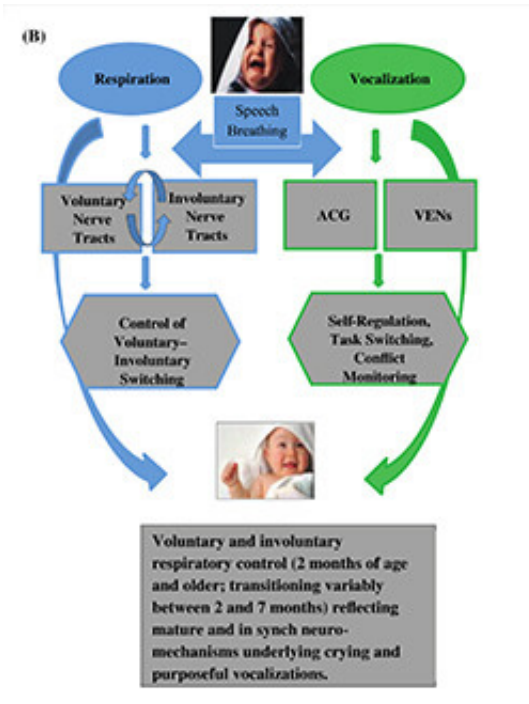 (B)
Respiration
Vocalization
Speech
Breathing
Voluntary
Nerve
Tracts
Involuntary
Nerve
Tracts
ACG
VENs
Control of
Voluntary–
Involuntary
Switching
Self-Regulation,
Task Switching,
Conflict
Monitoring
Voluntary and involuntary
respiratory control (2 months of age
and older; transitioning variably
between 2 and 7 months) reflecting
mature and in synch neuro-
mechanisms underlying crying and
purposeful vocalizations.